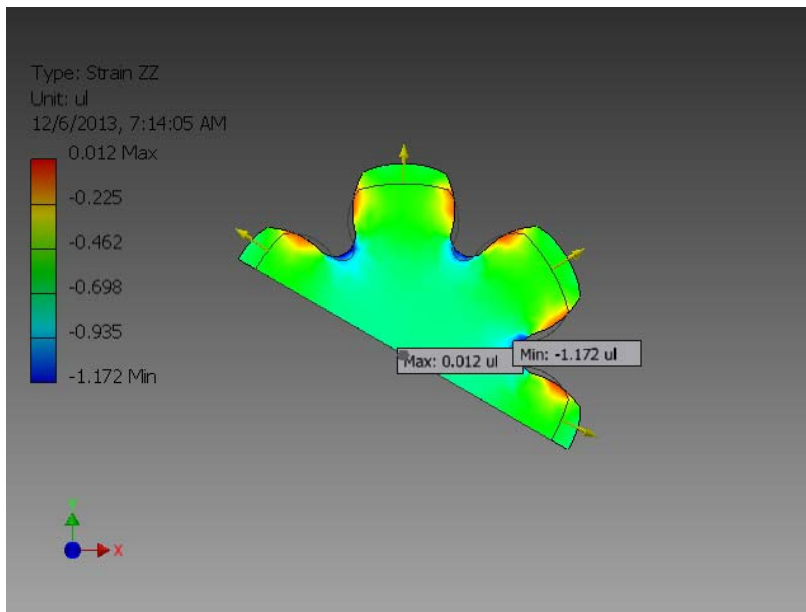 Type: Strain ZZ
Unit: ul
12/6/2013, 7:14:05 AM
0.012 Max
-0.225
-0.462
-0.698
-0.935
-1.172 Min
Max: 0.012 ul
Min: -1.172 ul
Y
X